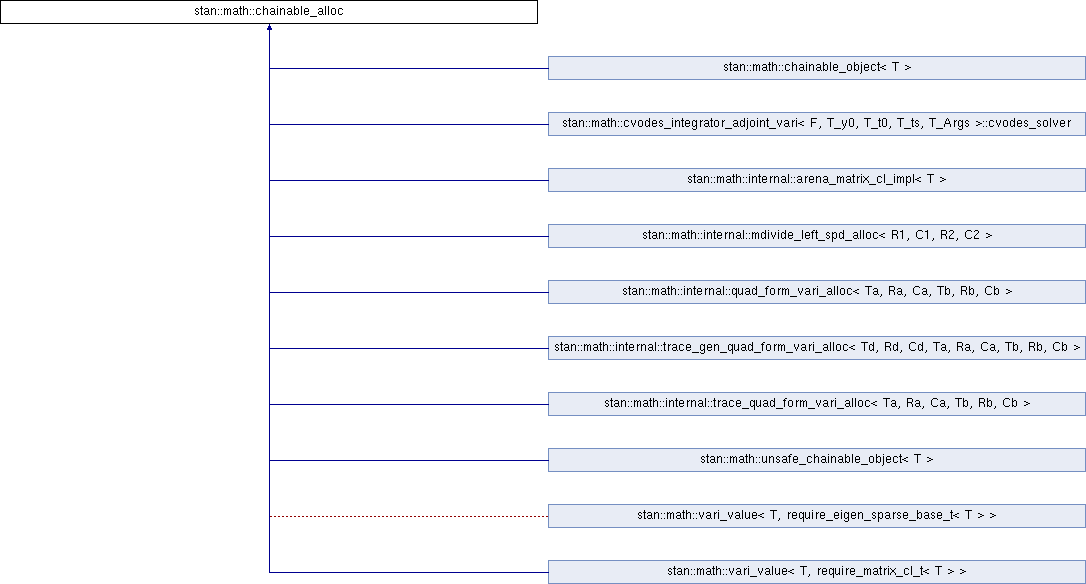 stan::math::chainable_alloc
stan::math::chainable_object< T >
stan::math::cvodes_integrator_adjoint_vari< F, T_y0, T_t0, T_ts, T_Args >::cvodes_solver
stan::math::internal::arena_matrix_cl_impl< T >
stan::math::internal::mdivide_left_spd_alloc< R1, C1, R2, C2 >
stan::math::internal::quad_form_vari_alloc< Ta, Ra, Ca, Tb, Rb, Cb >
stan::math::internal::trace_gen_quad_form_vari_alloc< Td, Rd, Cd, Ta, Ra, Ca, Tb, Rb, Cb >
stan::math::internal::trace_quad_form_vari_alloc< Ta, Ra, Ca, Tb, Rb, Cb >
stan::math::unsafe_chainable_object< T >
stan::math::vari_value< T, require_eigen_sparse_base_t< T > >
stan::math::vari_value< T, require_matrix_cl_t< T > >